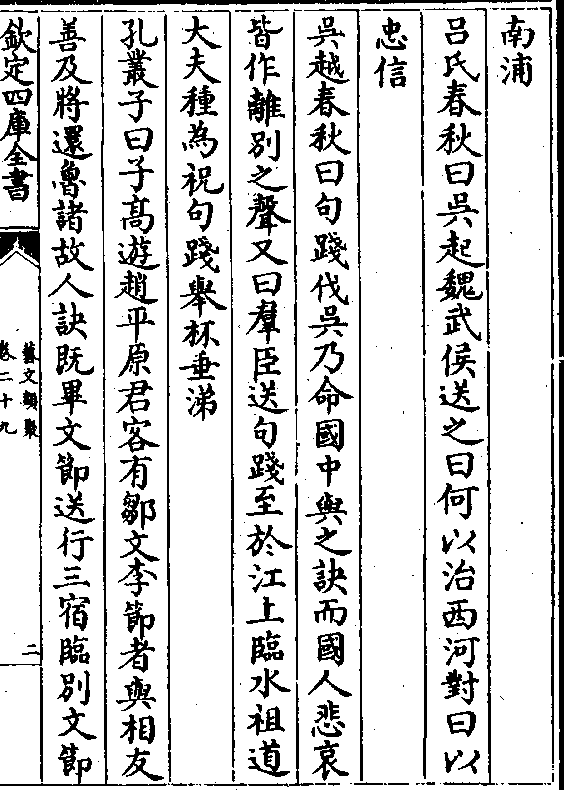 南浦
呂氏春秋曰吳起魏武侯送之曰何以治西河對曰以
忠信
吳越春秋曰句踐伐吳乃命國中與之訣而國人悲哀
皆作離別之聲又曰羣臣送句踐至於江上臨水祖道
大夫種為祝句踐舉杯垂涕
孔叢子曰子髙遊趙平原君客有鄒文李節者與相友
善及將還魯諸故人訣既畢文節送行三宿臨別文節
欽定四庫全書
藝文類聚
卷二十九
二